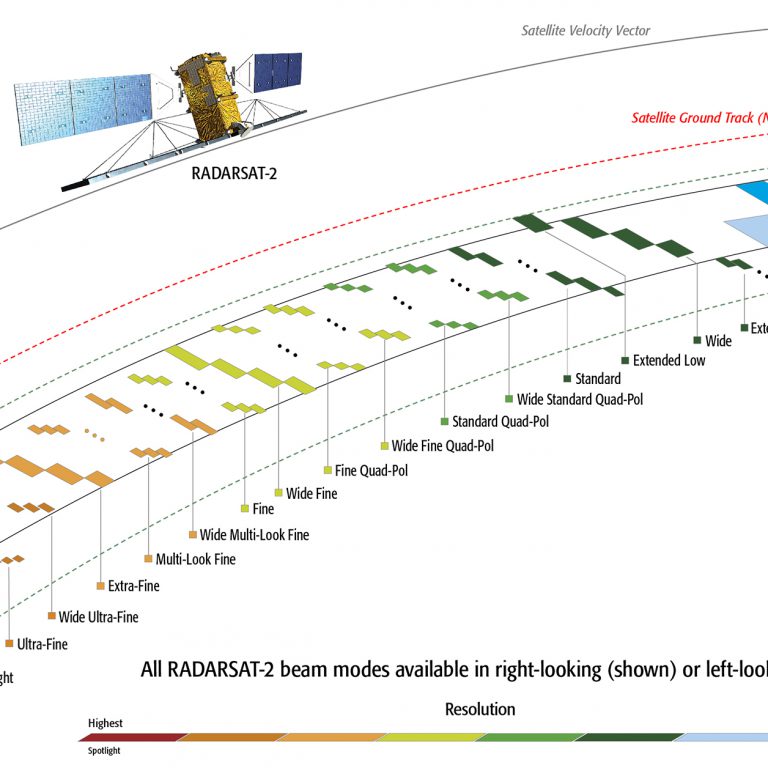 Satellite Velocity Vector
Satellite Ground Track (N
RADARSAT-2
Exte
Wide
Extended Low
Standard
Wide Standard Quad-Pol
Standard Quad-Pol
Wide Fine Quad-Pol
Fine Quad-Pol
Wide Fine
Fine
Wide Multi-Look Fine
Multi-Look Fine
Extra-Fine
Wide Ultra-Fine
Ultra-Fine
ght
All RADARSAT-2 beam modes available in right-looking (shown) or left-look
Resolution
Highest
Spotlight